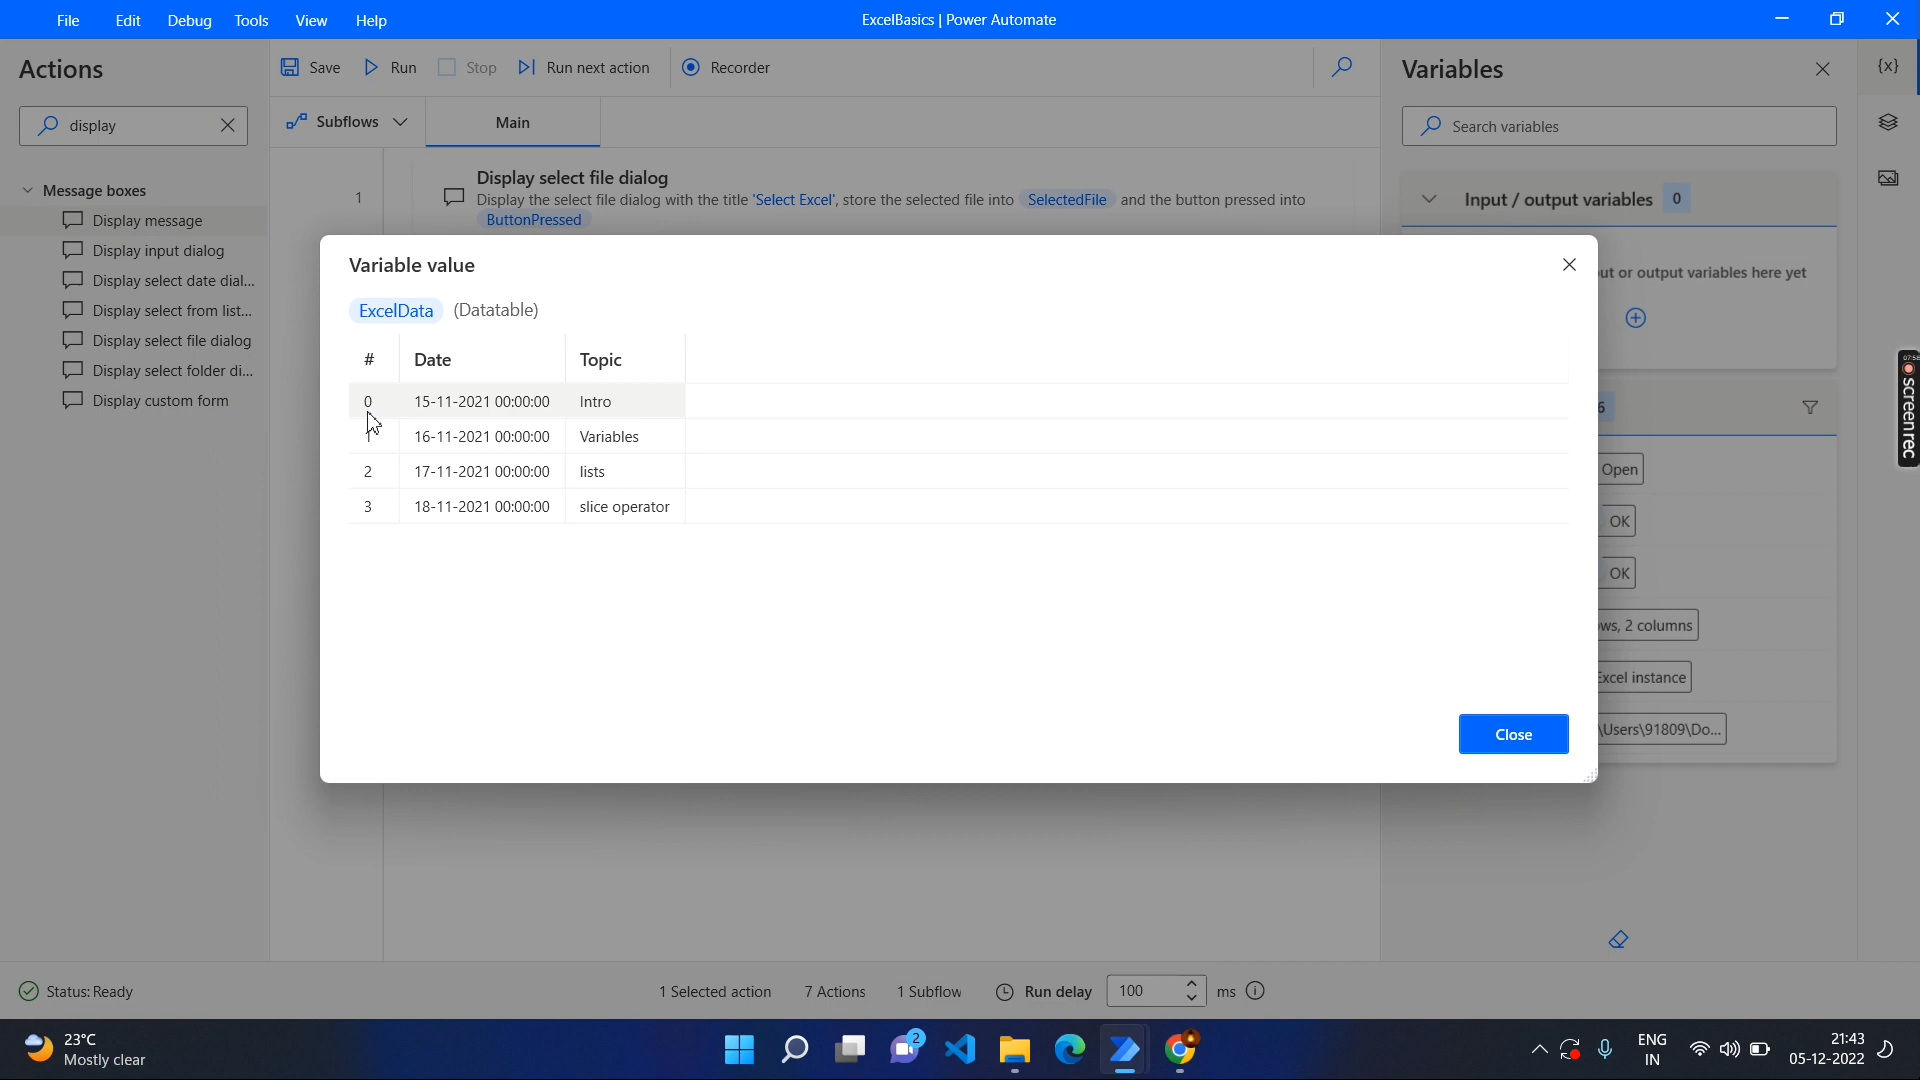 File Edit Debug Tools View Help ExcelBasics | Power Automate
Actions
Save Run Stop Run next action Recorder
Variables
{x}
display
Subflows Main
Search variables
Message boxes
Display message
Display input dialog
Display select date dial...
Display select from list...
Display select file dialog
Display select folder di...
Display custom form
1
Display select file dialog
Display the select file dialog with the title 'Select Excel', store the selected file into SelectedFile and the button pressed into
ButtonPressed
Input / output variables 0
ut or output variables here yet
Variable value
ExcelData (Datatable)
# Date Topic
0 15-11-2021 00:00:00 Intro
1 16-11-2021 00:00:00 Variables
2 17-11-2021 00:00:00 lists
3 18-11-2021 00:00:00 slice operator
Close
6
Open
OK
OK
ws, 2 columns
Excel instance
\Users\91809\Do...
screenrec
Status: Ready 1 Selected action 7 Actions 1 Subflow Run delay 100 ms
23°C
Mostly clear
2
ENG
IN
21:43
05-12-2022